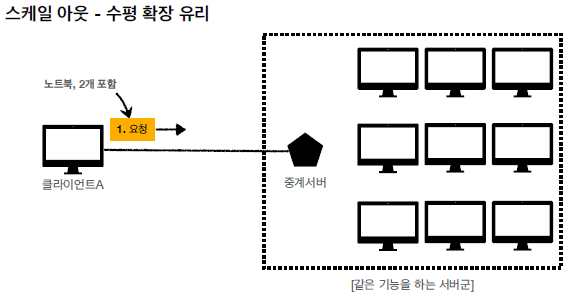 스케일 아웃 - 수평 확장 유리
노트북, 2개 포함
1. 요청
클라이언트A
중계서버
[같은 기능을 하는 서버군]